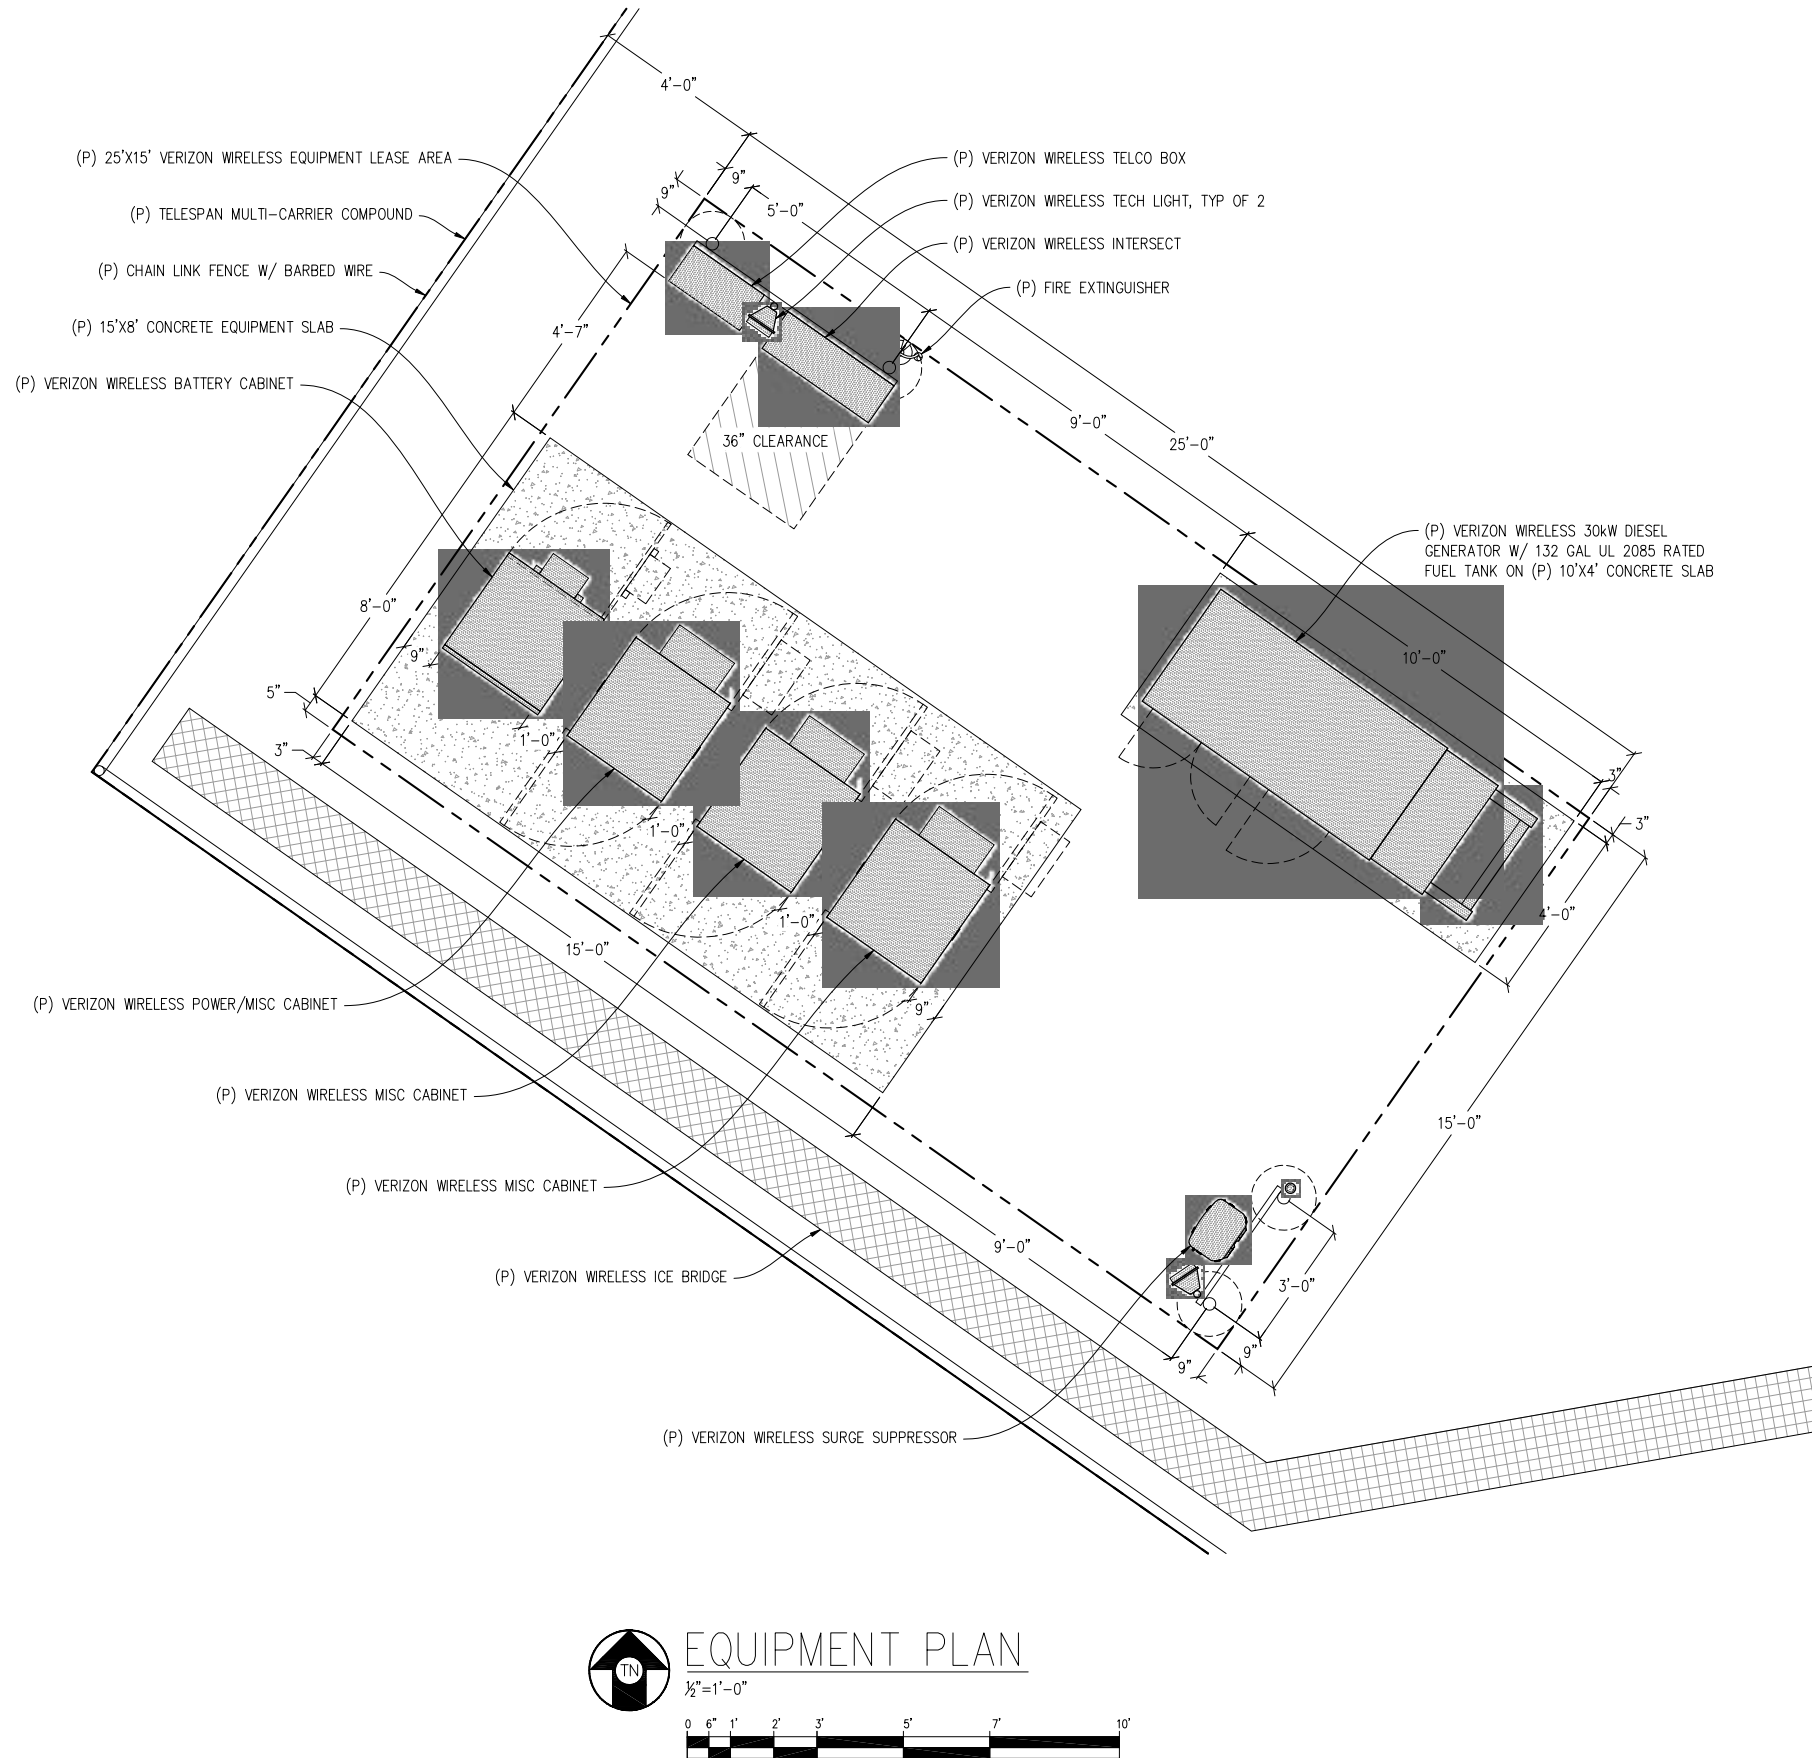 4'-0"
(P) 25'X15' VERIZON WIRELESS EQUIPMENT LEASE AREA
(P) VERIZON WIRELESS TELCO BOX
9"
9"
5'-0"
(P) TELESPAN MULTI-CARRIER COMPOUND
(P) VERIZON WIRELESS TECH LIGHT, TYP OF 2
(P) VERIZON WIRELESS INTERSECT
(P) CHAIN LINK FENCE W/ BARBED WIRE
(P) FIRE EXTINGUISHER
(P) 15'X8' CONCRETE EQUIPMENT SLAB
4'-7"
(P) VERIZON WIRELESS BATTERY CABINET
9'-0"
25'-0"
36" CLEARANCE
(P) VERIZON WIRELESS 30kW DIESEL
GENERATOR W/ 132 GAL UL 2085 RATED
FUEL TANK ON (P) 10'X4' CONCRETE SLAB
8'-0"
9"
10'-0"
5"
1'-0"
3"
3"
3"
1'-0"
4'-0"
1'-0"
15'-0"
9"
(P) VERIZON WIRELESS POWER/MISC CABINET
(P) VERIZON WIRELESS MISC CABINET
15'-0"
(P) VERIZON WIRELESS MISC CABINET
9'-0"
(P) VERIZON WIRELESS ICE BRIDGE
3'-0"
9"
9"
(P) VERIZON WIRELESS SURGE SUPPRESSOR
TN
EQUIPMENT PLAN
½"=1'-0"
0 6" 1' 2' 3' 5' 7' 10'